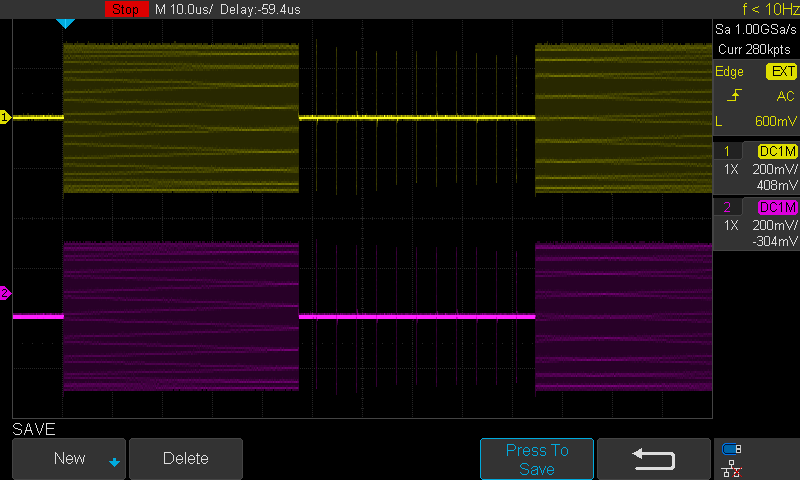 Stop M 10.0us/ Delay:-59.4us f < 10Hz
Sa 1.00GSa/s
Curr 280kpts
Edge EXT
AC
L 600mV
1 DC1M
1X 200mV/
408mV
2 DC1M
1X 200mV/
-304mV
1
2
SAVE
New Delete Press To Save